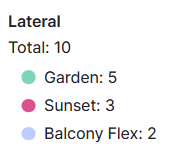 Lateral
Total: 10
Garden: 5
Sunset: 3
Balcony Flex: 2